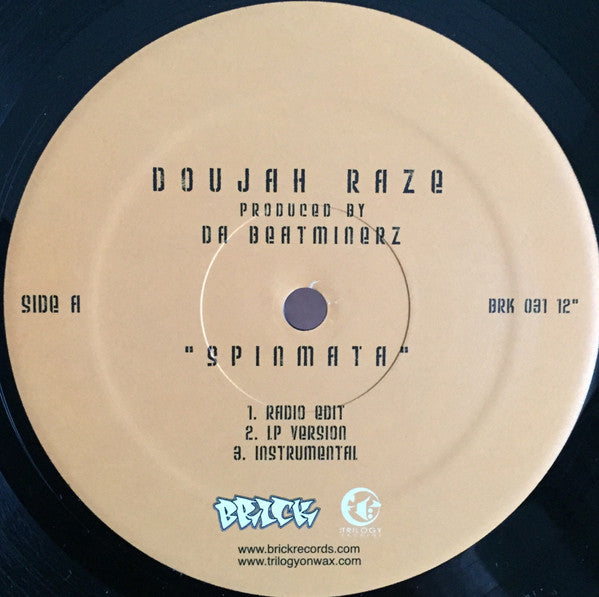 DOUJAH RAZE
PRODUCED BY
DA BEATMINERZ
SIDE A
BRK 031 12"
"SPINMATA"
1. RADIO EDIT
2. LP VERSION
3. INSTRUMENTAL
BRICK
TRILOGY
www.brickrecords.com
www.trilogyonwax.com